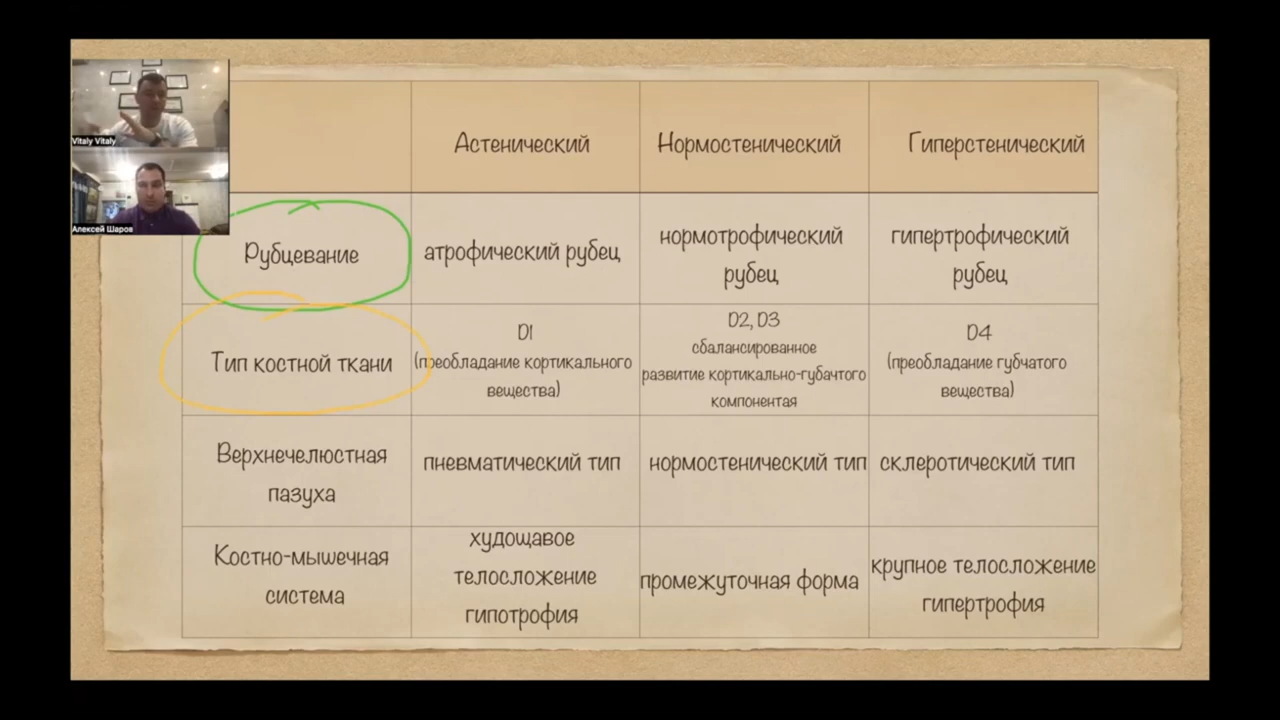 Vitaly Vitaly
Алексей Шаров
Астенический
Нормостенический
Гиперстенический
Рубцевание
атрофический рубец
нормотрофический
рубец
гипертрофический
рубец
Тип костной ткани
D1
(преобладание кортикального
вещества)
D2, D3
сбалансированное
развитие кортикально-губачтого
компонентая
D4
(преобладание губчатого
вещества)
Верхнечелюстная
пазуха
пневматический тип
нормостенический тип
склеротический тип
Костно-мышечная
система
худощавое
телосложение
гипотрофия
промежуточная форма
крупное телосложение
гипертрофия